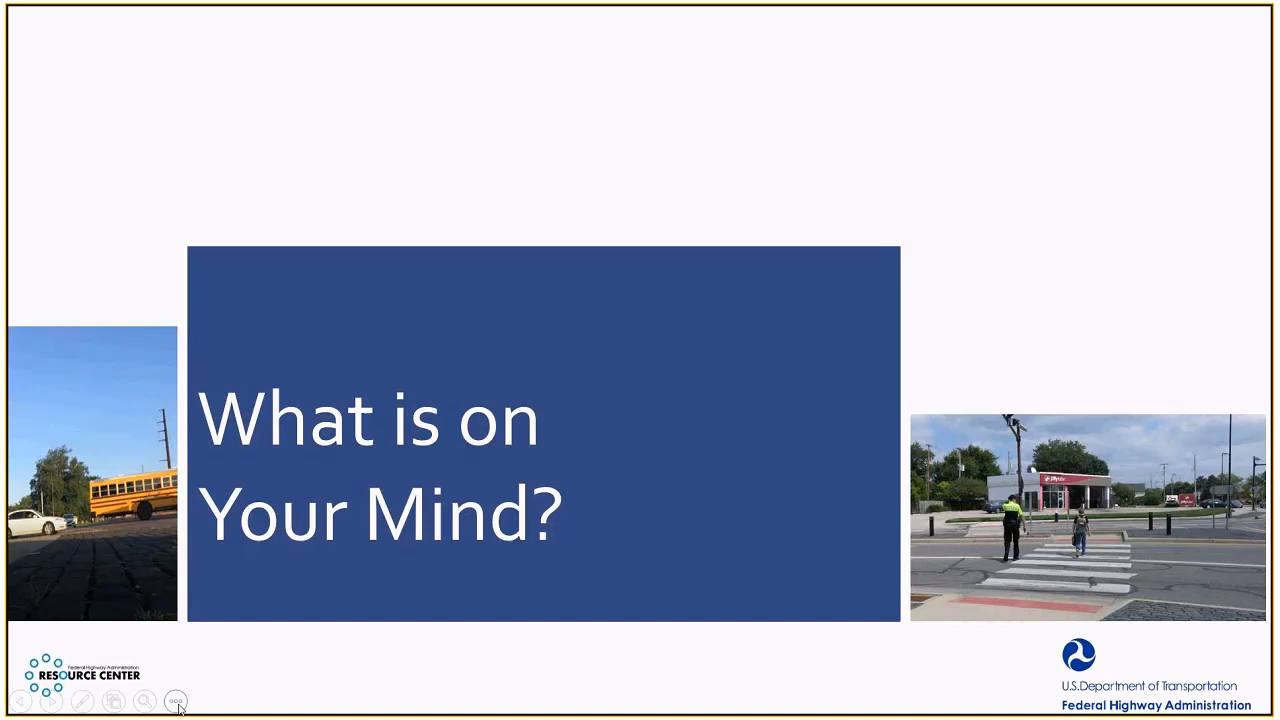 What is on
Your Mind?
Federal Highway Administration
RESOURCE CENTER
U.S.Department of Transportation
Federal Highway Administration